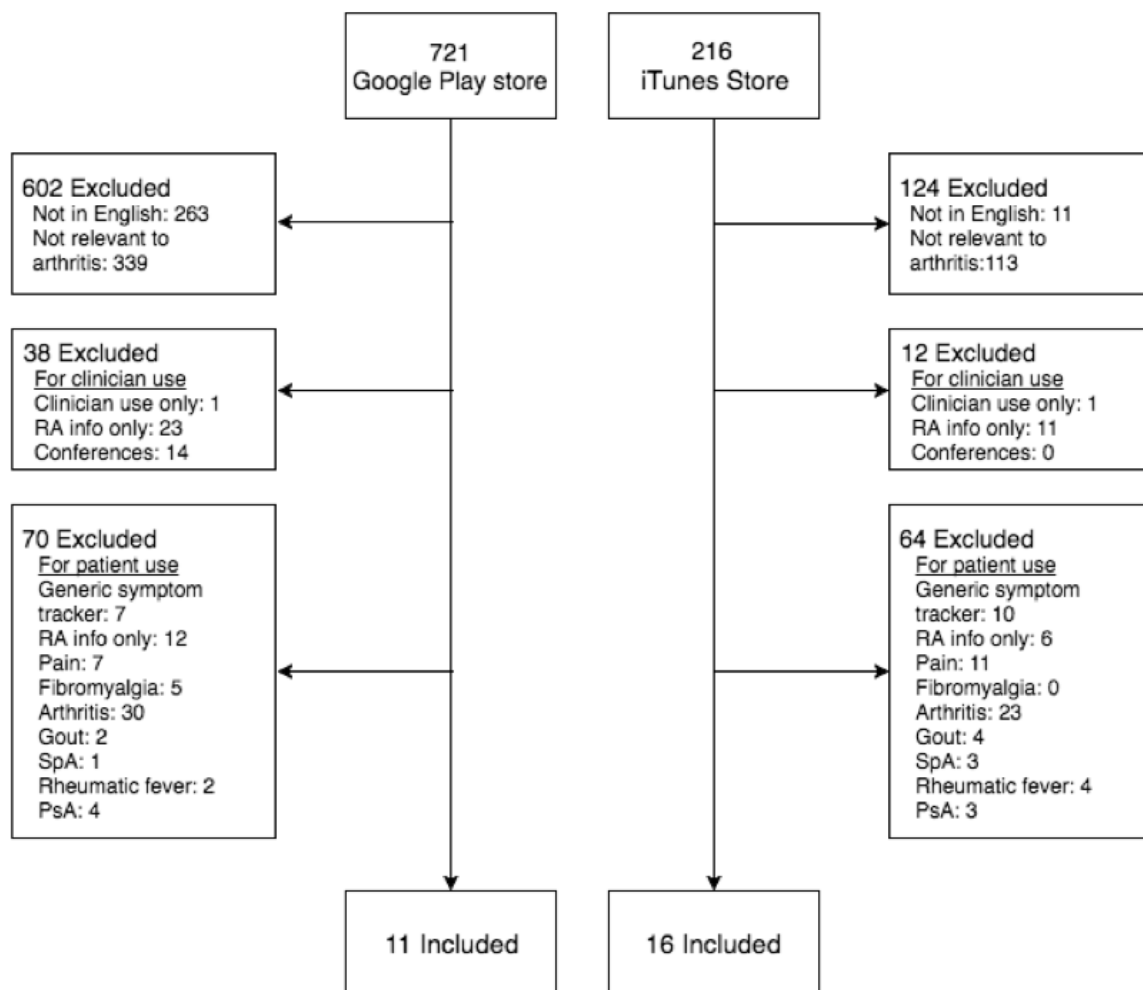 721
Google Play store
216
iTunes Store
602 Excluded
Not in English: 263
Not relevant to
arthritis: 339
124 Excluded
Not in English: 11
Not relevant to
arthritis:113
38 Excluded
For clinician use
Clinician use only: 1
RA info only: 23
Conferences: 14
12 Excluded
For clinician use
Clinician use only: 1
RA info only: 11
Conferences: 0
70 Excluded
For patient use
Generic symptom
tracker: 7
RA info only: 12
Pain: 7
Fibromyalgia: 5
Arthritis: 30
Gout: 2
SpA: 1
Rheumatic fever: 2
PsA: 4
64 Excluded
For patient use
Generic symptom
tracker: 10
RA info only: 6
Pain: 11
Fibromyalgia: 0
Arthritis: 23
Gout: 4
SpA: 3
Rheumatic fever: 4
PsA: 3
11 Included
16 Included